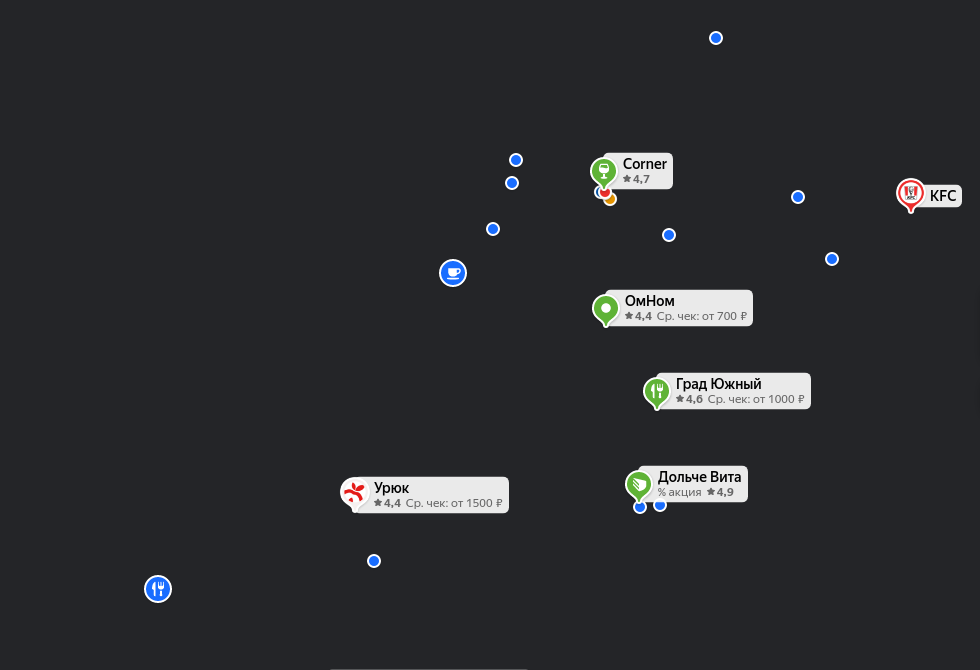 Corner
4,7
KFC
ОмНом
4,4 Ср. чек: от 700 ₽
Град Южный
4,6 Ср. чек: от 1000 ₽
Дольче Вита
% акция 4,9
Урюк
4,4 Ср. чек: от 1500 ₽